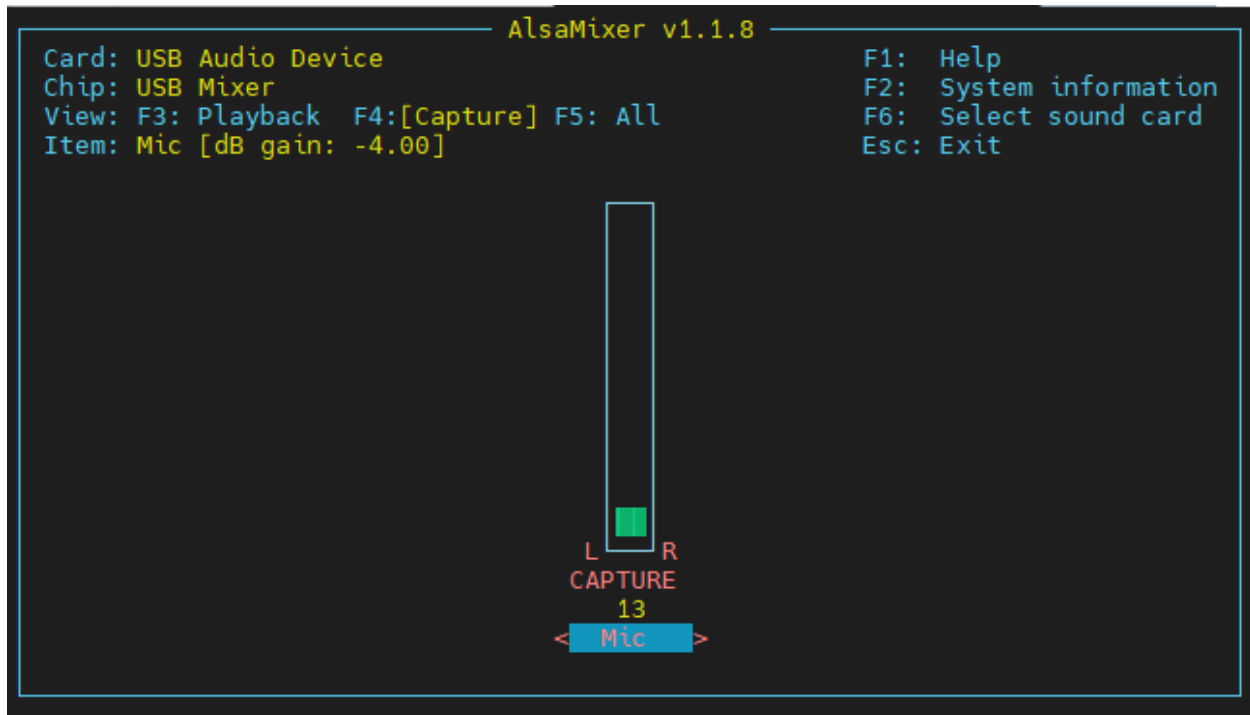 AlsaMixer v1.1.8
Card: USB Audio Device F1: Help
Chip: USB Mixer F2: System information
View: F3: Playback F4:[Capture] F5: All F6: Select sound card
Item: Mic [dB gain: -4.00] Esc: Exit
L R
CAPTURE
13
< Mic >